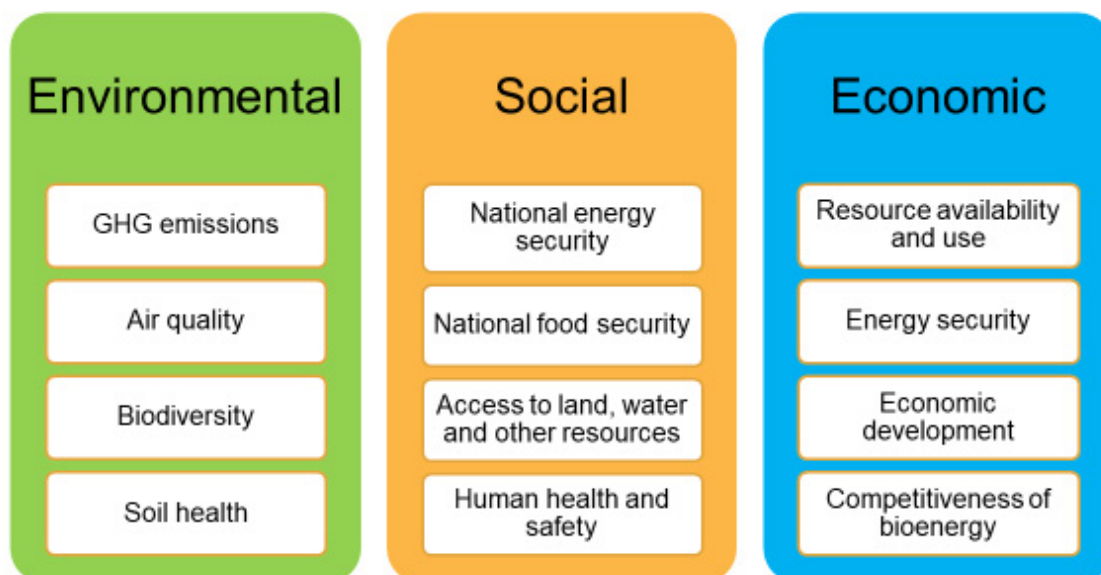 Environmental
GHG emissions
Air quality
Biodiversity
Soil health
Social
National energy
security
National food security
Access to land, water
and other resources
Human health and
safety
Economic
Resource availability
and use
Energy security
Economic
development
Competitiveness of
bioenergy